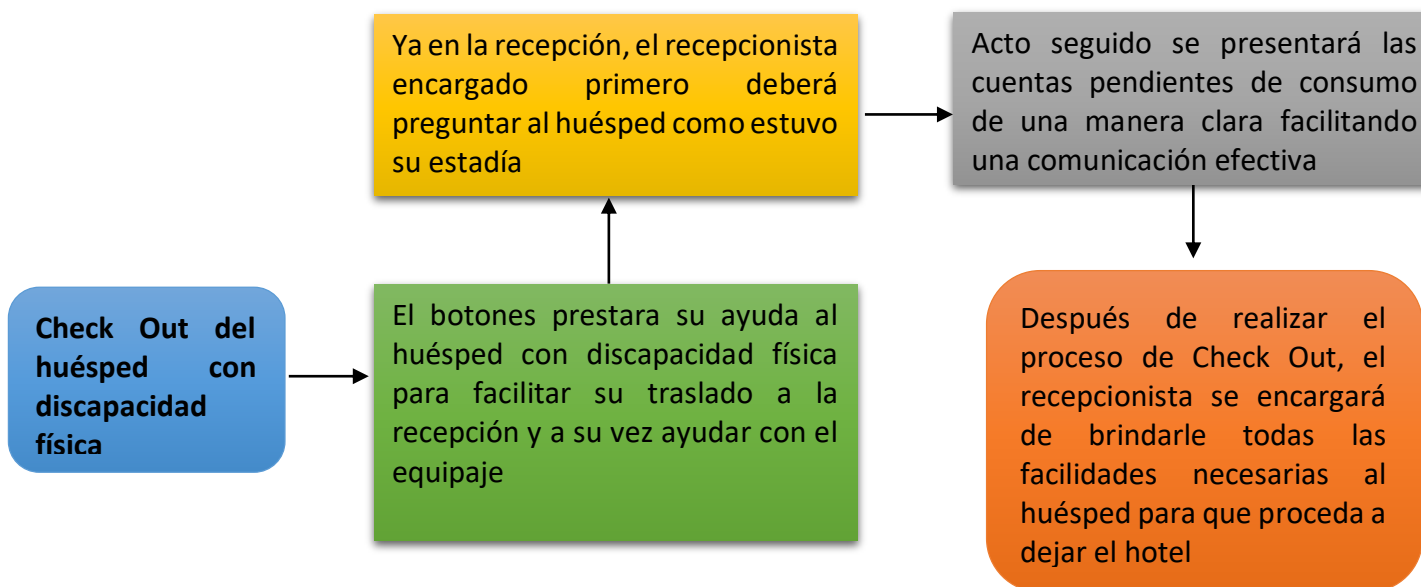 Check Out del
huésped con
discapacidad
física
El botones prestara su ayuda al
huésped con discapacidad física
para facilitar su traslado a la
recepción y a su vez ayudar con el
equipaje
Ya en la recepción, el recepcionista
encargado primero deberá
preguntar al huésped como estuvo
su estadía
Acto seguido se presentará las
cuentas pendientes de consumo
de una manera clara facilitando
una comunicación efectiva
Después de realizar el
proceso de Check Out, el
recepcionista se encargará
de brindarle todas las
facilidades necesarias al
huésped para que proceda a
dejar el hotel